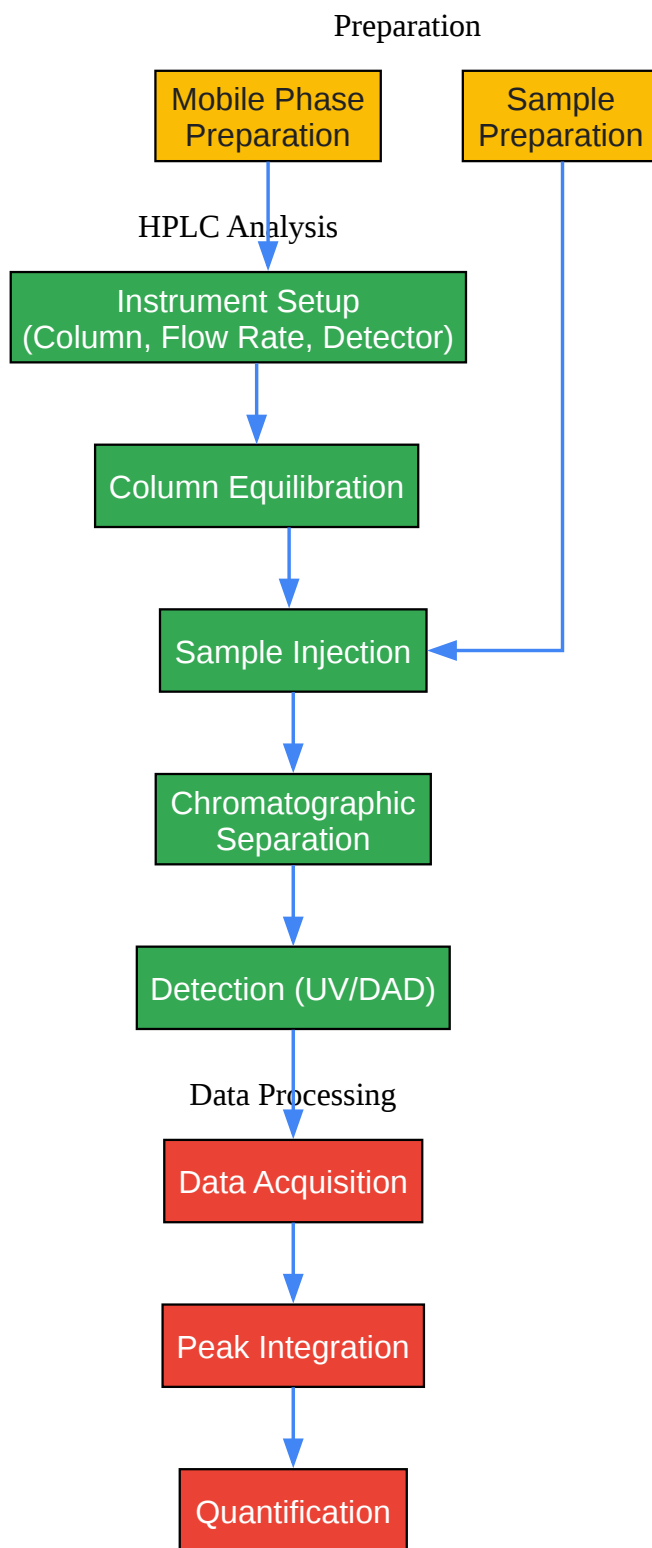 Preparation
Mobile Phase
Preparation
Sample
Preparation
HPLC Analysis
Instrument Setup
(Column, Flow Rate, Detector)
Column Equilibration
Sample Injection
Chromatographic
Separation
Detection (UV/DAD)
Data Processing
Data Acquisition
Peak Integration
Quantification